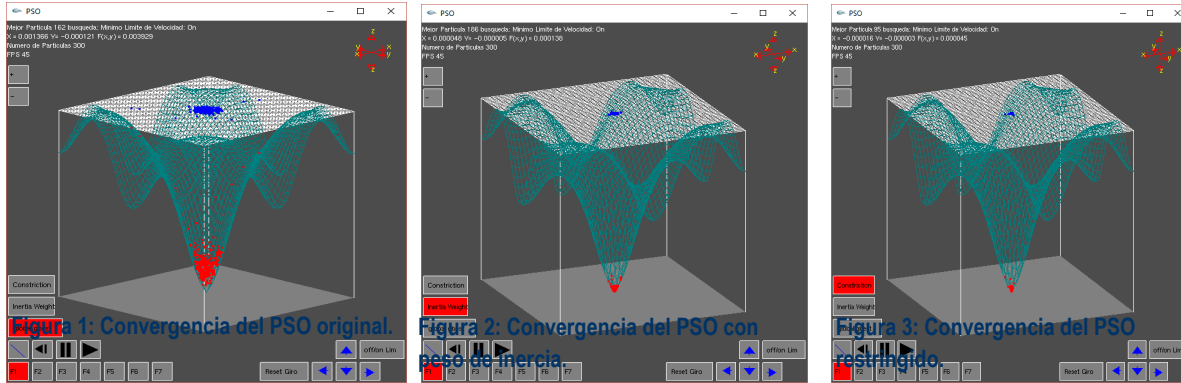 PSO
Mejor Particula 162 busqueda: Minimo Limite de Velocidad: On
X = 0.001366 Y= -0.000121 F(x,y) = 0.003929
Numero de Particulas 300
FPS 45
z
y x
x y
z
+
-
Constriction
Inertia Weight
Figura 1: Convergencia del PSO original.
off/on Lim
F1 F2 F3 F4 F5 F6 F7
Reset Giro
PSO
Mejor Particula 186 busqueda: Minimo Limite de Velocidad: On
X = 0.000048 Y= -0.000005 F(x,y) = 0.000138
Numero de Particulas 300
FPS 45
z
y x
x y
z
+
-
Constriction
Inertia Weight
Figura 2: Convergencia del PSO con
peso de inercia.
off/on Lim
F1 F2 F3 F4 F5 F6 F7
Reset Giro
PSO
Mejor Particula 95 busqueda: Minimo Limite de Velocidad: On
X = -0.000016 Y= -0.000003 F(x,y) = 0.000045
Numero de Particulas 300
FPS 45
z
y x
x y
z
+
-
Constriction
Inertia Weight
Figura 3: Convergencia del PSO
restringido.
off/on Lim
F1 F2 F3 F4 F5 F6 F7
Reset Giro